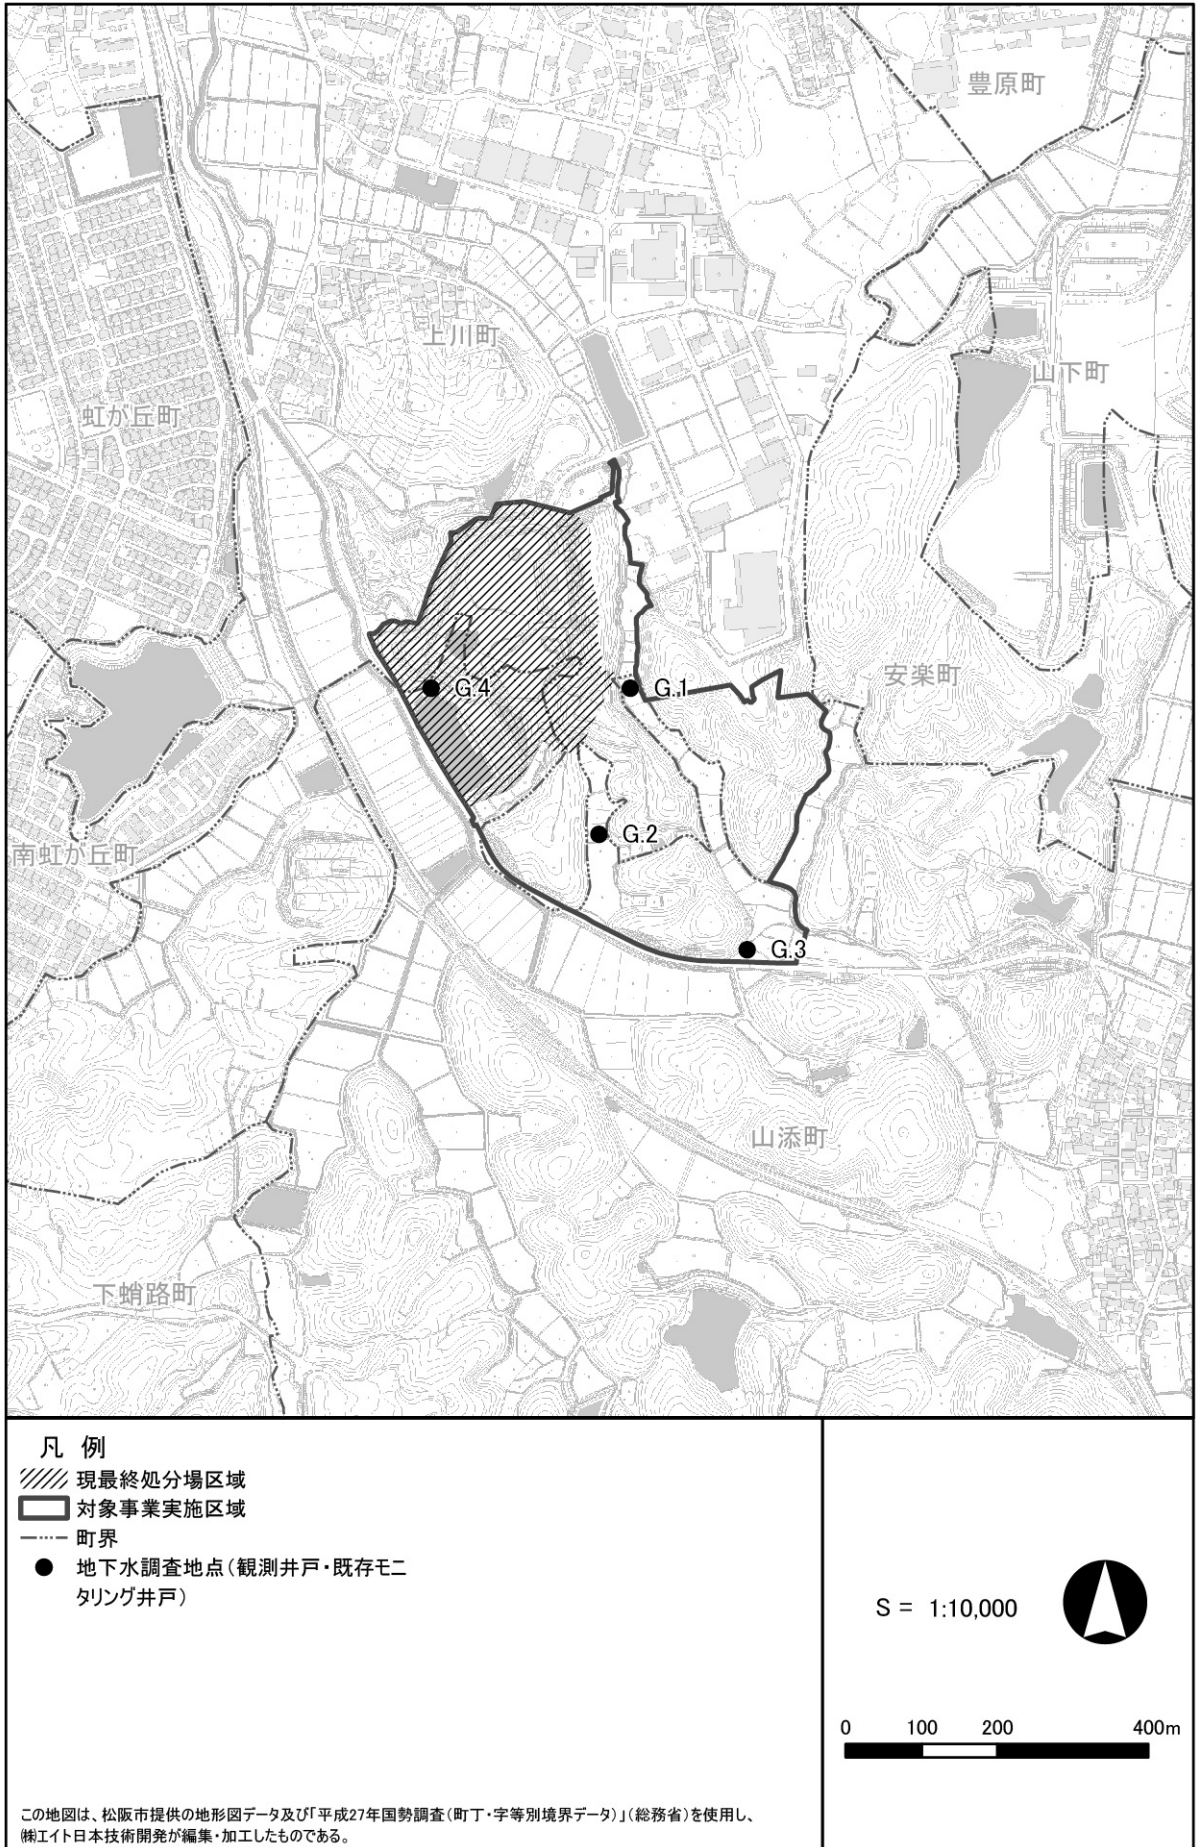 豊原町
上川町
山下町
虹が丘町
安楽町
G.4
G.1
G.2
南虹が丘町
G.3
山添町
下蛸路町
凡 例
現最終処分場区域
対象事業実施区域
町界
地下水調査地点（観測井戸・既存モニ
タリング井戸）
S = 1:10,000
0 100 200 400m
この地図は、松阪市提供の地形図データ及び「平成27年国勢調査（町丁・字等別境界データ）」（総務省）を使用し、
㈱エイト日本技術開発が編集・加工したものである。